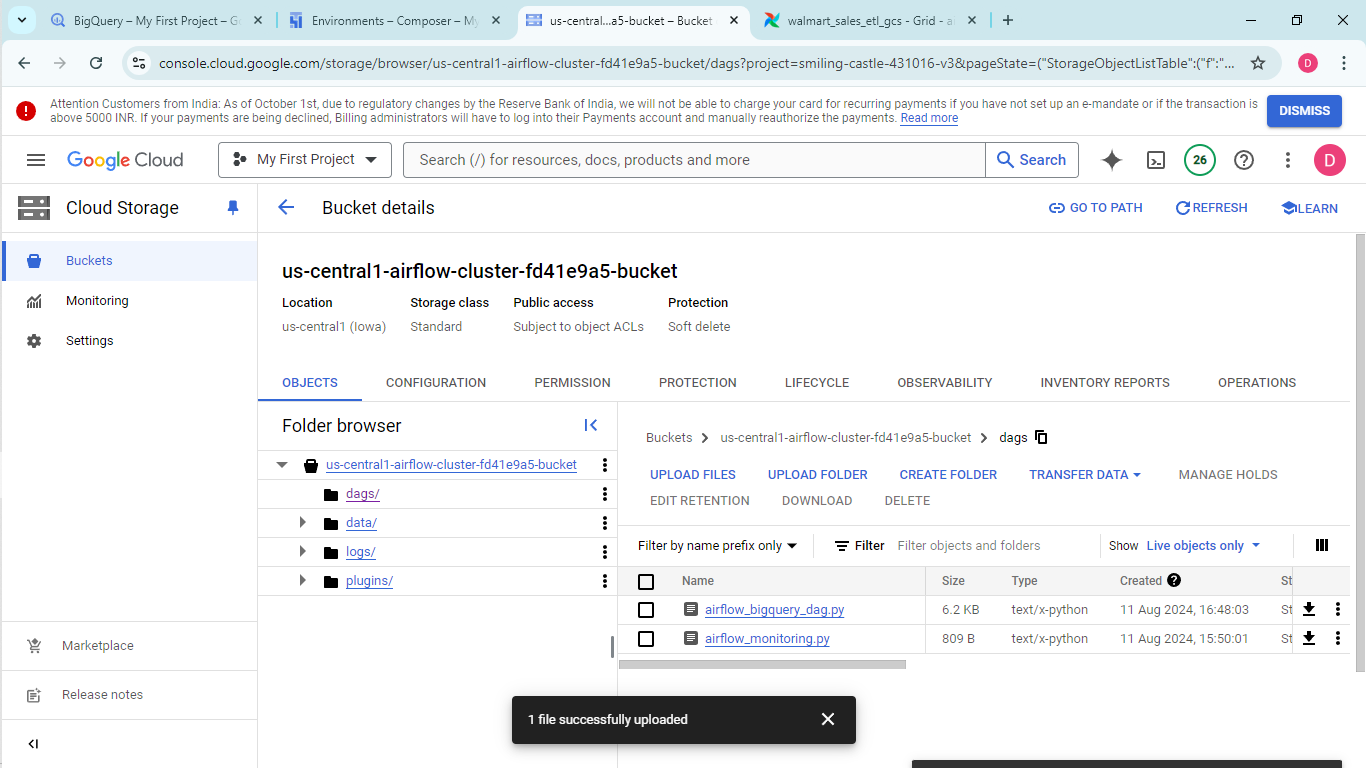 BigQuery – My First Project – G
Environments – Composer – My
us-central...a5-bucket – Bucket
walmart_sales_etl_gcs - Grid - a
console.cloud.google.com/storage/browser/us-central1-airflow-cluster-fd41e9a5-bucket/dags?project=smiling-castle-431016-v3&pageState=("StorageObjectListTable":("f":"...
D
Attention Customers from India: As of October 1st, due to regulatory changes by the Reserve Bank of India, we will not be able to charge your card for recurring payments if you have not set up an e-mandate or if the transaction is
above 5000 INR. If your payments are being declined, Billing administrators will have to log into their Payments account and manually reauthorize the payments. Read more
DISMISS
Google Cloud
My First Project
Search (/) for resources, docs, products and more
Search
26
D
Cloud Storage
Bucket details
GO TO PATH
REFRESH
LEARN
Buckets
Monitoring
Settings
us-central1-airflow-cluster-fd41e9a5-bucket
Location Storage class Public access Protection
us-central1 (Iowa) Standard Subject to object ACLs Soft delete
OBJECTS CONFIGURATION PERMISSION PROTECTION LIFECYCLE OBSERVABILITY INVENTORY REPORTS OPERATIONS
Folder browser
us-central1-airflow-cluster-fd41e9a5-bucket
dags/
data/
logs/
plugins/
Buckets us-central1-airflow-cluster-fd41e9a5-bucket dags
UPLOAD FILES UPLOAD FOLDER CREATE FOLDER TRANSFER DATA MANAGE HOLDS
EDIT RETENTION DOWNLOAD DELETE
Filter by name prefix only Filter Filter objects and folders Show Live objects only
Name Size Type Created St
airflow_bigquery_dag.py 6.2 KB text/x-python 11 Aug 2024, 16:48:03 St
airflow_monitoring.py 809 B text/x-python 11 Aug 2024, 15:50:01 St
Marketplace
Release notes
1 file successfully uploaded